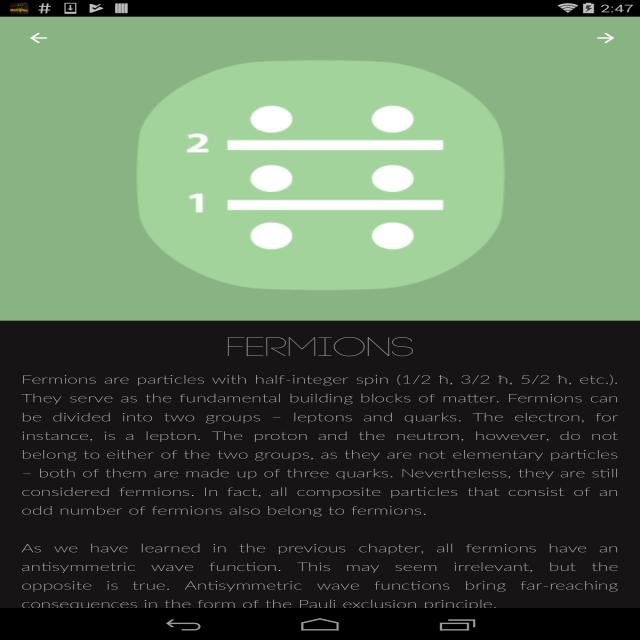 2:47
2
1
FERMIONS
Fermions are particles with half-integer spin (1/2 ħ, 3/2 ħ, 5/2 ħ, etc.).
They serve as the fundamental building blocks of matter. Fermions can
be divided into two groups – leptons and quarks. The electron, for
instance, is a lepton. The proton and the neutron, however, do not
belong to either of the two groups, as they are not elementary particles
– both of them are made up of three quarks. Nevertheless, they are still
considered fermions. In fact, all composite particles that consist of an
odd number of fermions also belong to fermions.
As we have learned in the previous chapter, all fermions have an
antisymmetric wave function. This may seem irrelevant, but the
opposite is true. Antisymmetric wave functions bring far-reaching
consequences in the form of the Pauli exclusion principle.